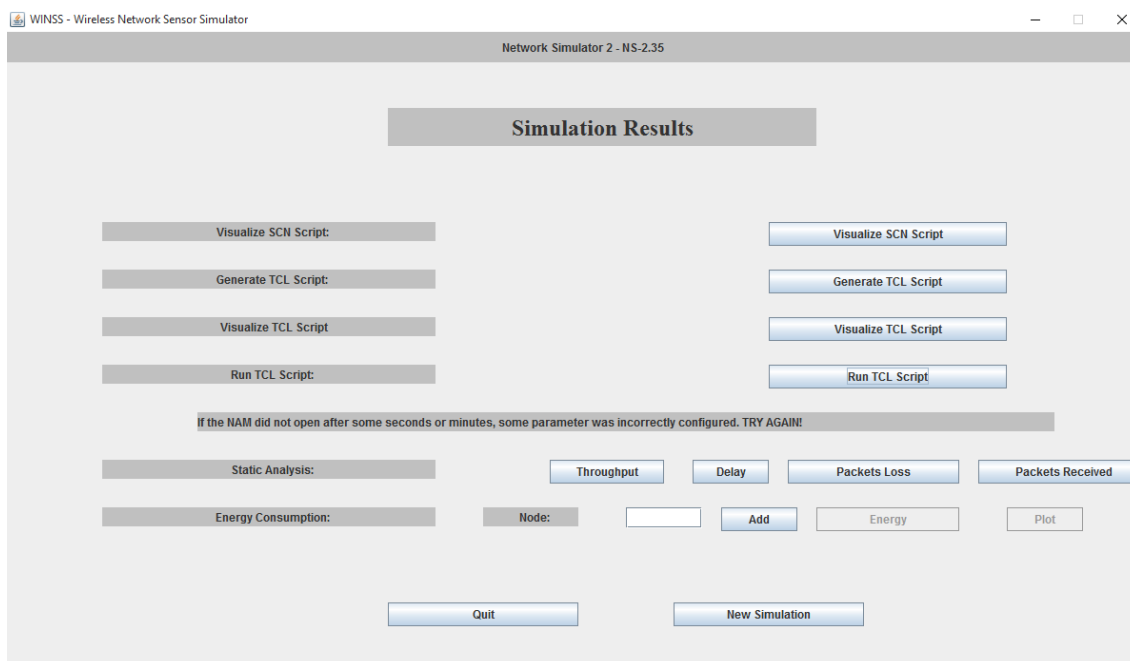 WINSS - Wireless Network Sensor Simulator
Network Simulator 2 - NS-2.35
Simulation Results
Visualize SCN Script: Visualize SCN Script
Generate TCL Script: Generate TCL Script
Visualize TCL Script Visualize TCL Script
Run TCL Script: Run TCL Script
If the NAM did not open after some seconds or minutes, some parameter was incorrectly configured. TRY AGAIN!
Static Analysis: Throughput Delay Packets Loss Packets Received
Energy Consumption: Node: Add Energy Plot
Quit New Simulation